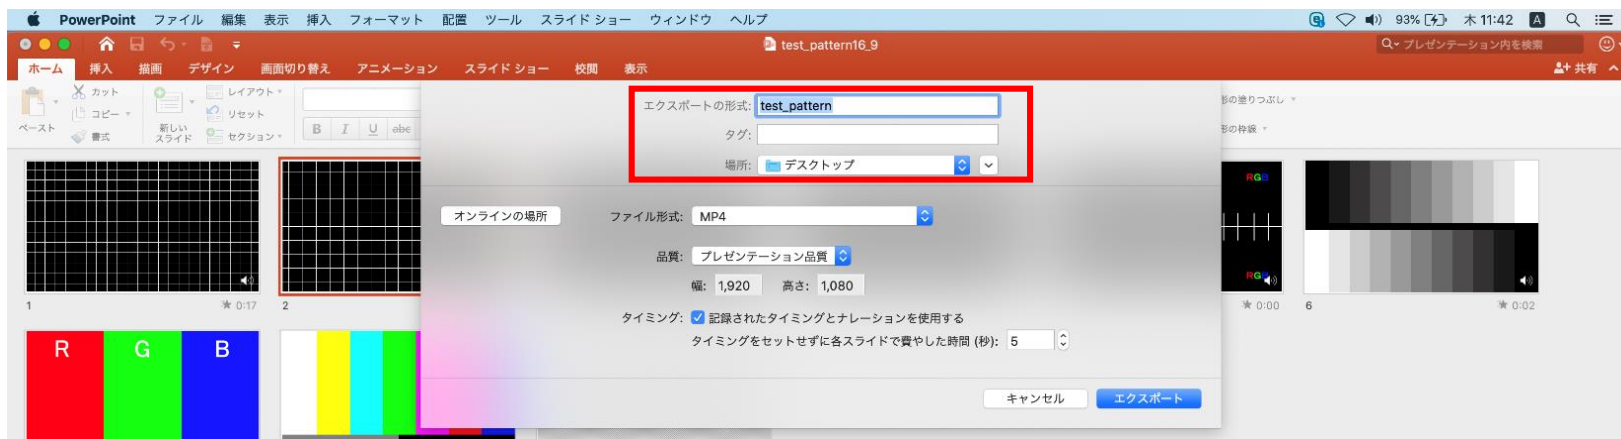 PowerPoint ファイル 編集 表示 挿入 フォーマット 配置 ツール スライドショー ウィンドウ ヘルプ 93% 木 11:42 A
test_pattern16_9 プレゼンテーション内を検索
ホーム 挿入 描画 デザイン 画面切り替え アニメーション スライド ショー 校閲 表示 共有
ペースト カット コピー 書式
新しい スライド レイアウト リセット セクション
B I U abc
エクスポートの形式: test_pattern
タグ:
場所: デスクトップ
形の塗りつぶし
形の枠線
オンラインの場所 ファイル形式: MP4
品質: プレゼンテーション品質
幅: 1,920 高さ: 1,080
タイミング: 記録されたタイミングとナレーションを使用する
タイミングをセットせずに各スライドで費やした時間 (秒): 5
キャンセル エクスポート
RGB
RGB
1 0:17 2 0:00 6 0:02
R G B